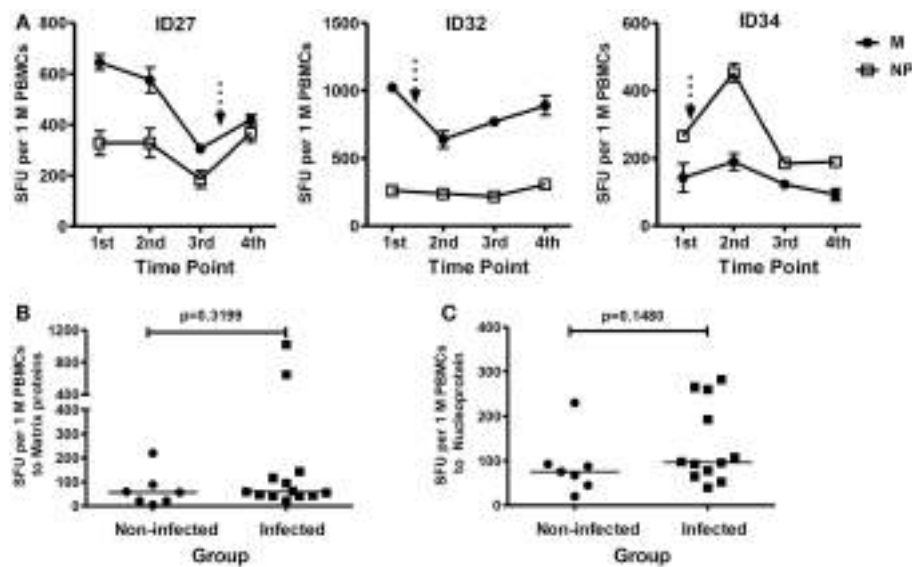 A
ID27
ID32
ID34
M
NP
SFU per 1 M PBMCs
800
600
400
200
0
1st 2nd 3rd 4th
Time Point
SFU per 1 M PBMCs
1500
1000
500
0
1st 2nd 3rd 4th
Time Point
SFU per 1 M PBMCs
600
400
200
0
1st 2nd 3rd 4th
Time Point
B
p=0.3199
SFU per 1 M PBMCs
to Matrix proteins
1200
800
400
400
300
200
100
0
Non-infected Infected
Group
C
p=0.1480
SFU per 1 M PBMCs
to Nucleoprotein
400
300
200
100
0
Non-infected Infected
Group